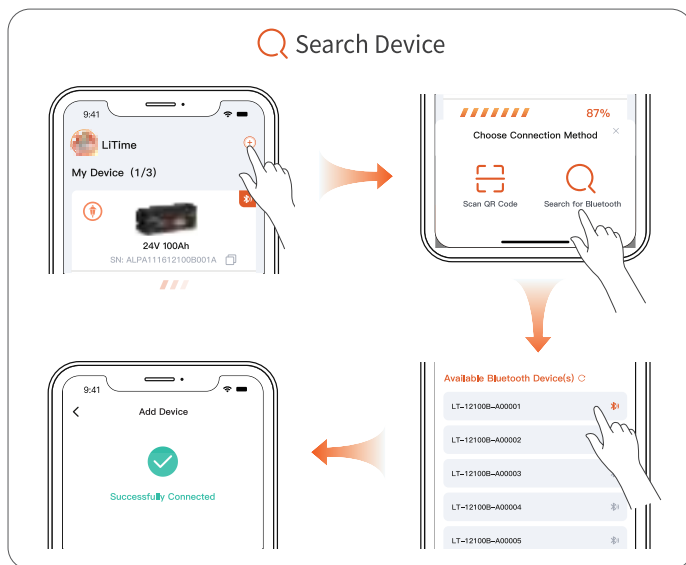 Search Device
9:41
LiTime
My Device (1/3)
24V 100Ah
SN: ALPA111612100B001A
87%
Choose Connection Method
Scan QR Code
Search for Bluetooth
Available Bluetooth Device(s)
LT-12100B-A00001
LT-12100B-A00002
LT-12100B-A00003
LT-12100B-A00004
LT-12100B-A00005
9:41
Add Device
Successfully Connected